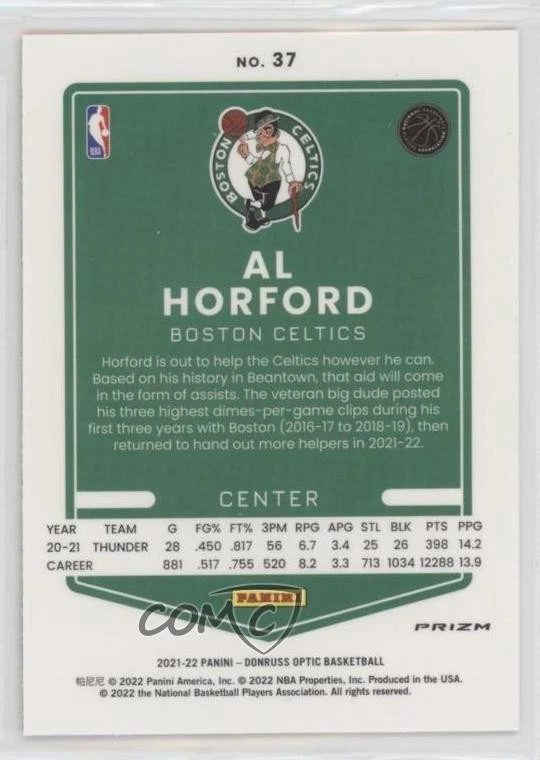 NO. 37
NBA
BOSTON CELTICS
AL
HORFORD
BOSTON CELTICS
Horford is out to help the Celtics however he can.
Based on his history in Beantown, that aid will come
in the form of assists. The veteran big dude posted
his three highest dimes-per-game clips during his
first three years with Boston (2016-17 to 2018-19), then
returned to hand out more helpers in 2021-22.
CENTER
YEAR TEAM G FG% FT% 3PM RPG APG STL BLK PTS PPG
20-21 THUNDER 28 .450 .817 56 6.7 3.4 25 26 398 14.2
CAREER 881 .517 .755 520 8.2 3.3 713 1034 12288 13.9
PANINI
COMC
PRIZM
2021-22 PANINI – DONRUSS OPTIC BASKETBALL
帕尼尼 © 2022 Panini America, Inc. © 2022 NBA Properties, Inc. Produced in the USA.
© 2022 the National Basketball Players Association. All rights reserved.